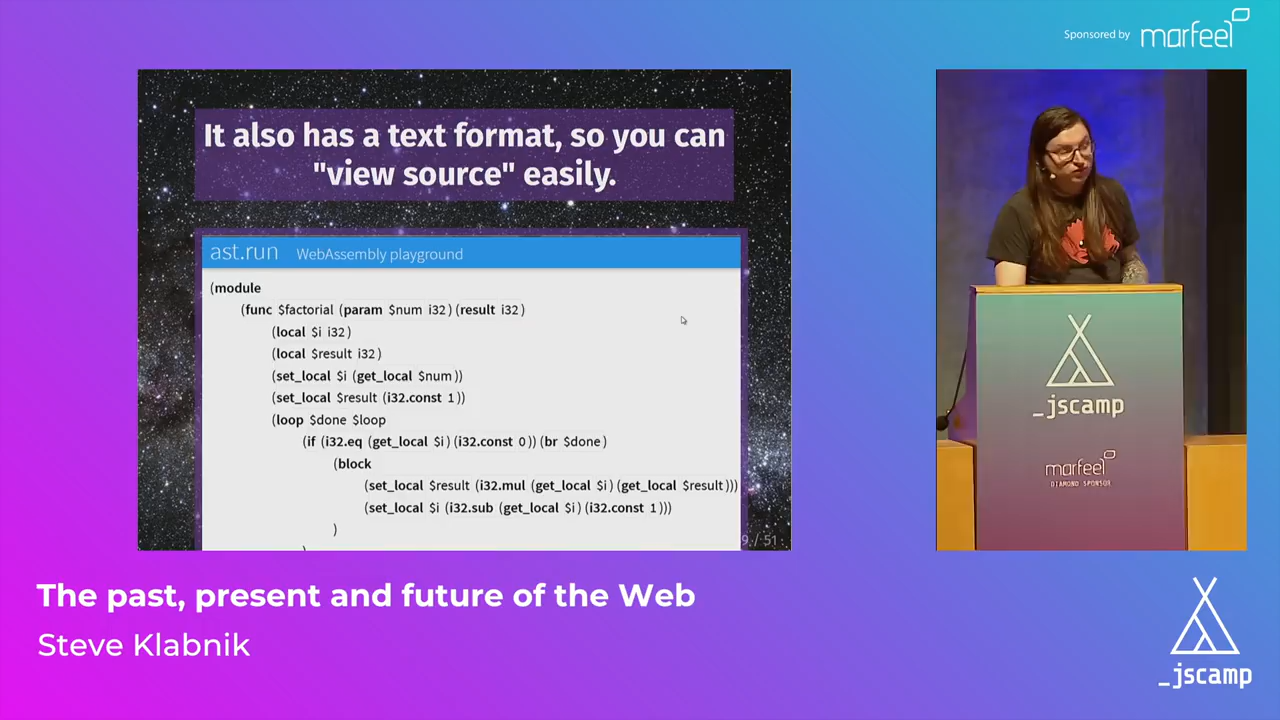 Sponsored by marfeel
It also has a text format, so you can
"view source" easily.
ast.run WebAssembly playground
(module
(func $factorial (param $num i32) (result i32)
(local $i i32)
(local $result i32)
(set_local $i (get_local $num))
(set_local $result (i32.const 1))
(loop $done $loop
(if (i32.eq (get_local $i) (i32.const 0)) (br $done)
(block
(set_local $result (i32.mul (get_local $i) (get_local $result)))
(set_local $i (i32.sub (get_local $i) (i32.const 1)))
)
)
9 / 51
_jscamp
marfeel
DIAMOND SPONSOR
The past, present and future of the Web
Steve Klabnik
_jscamp